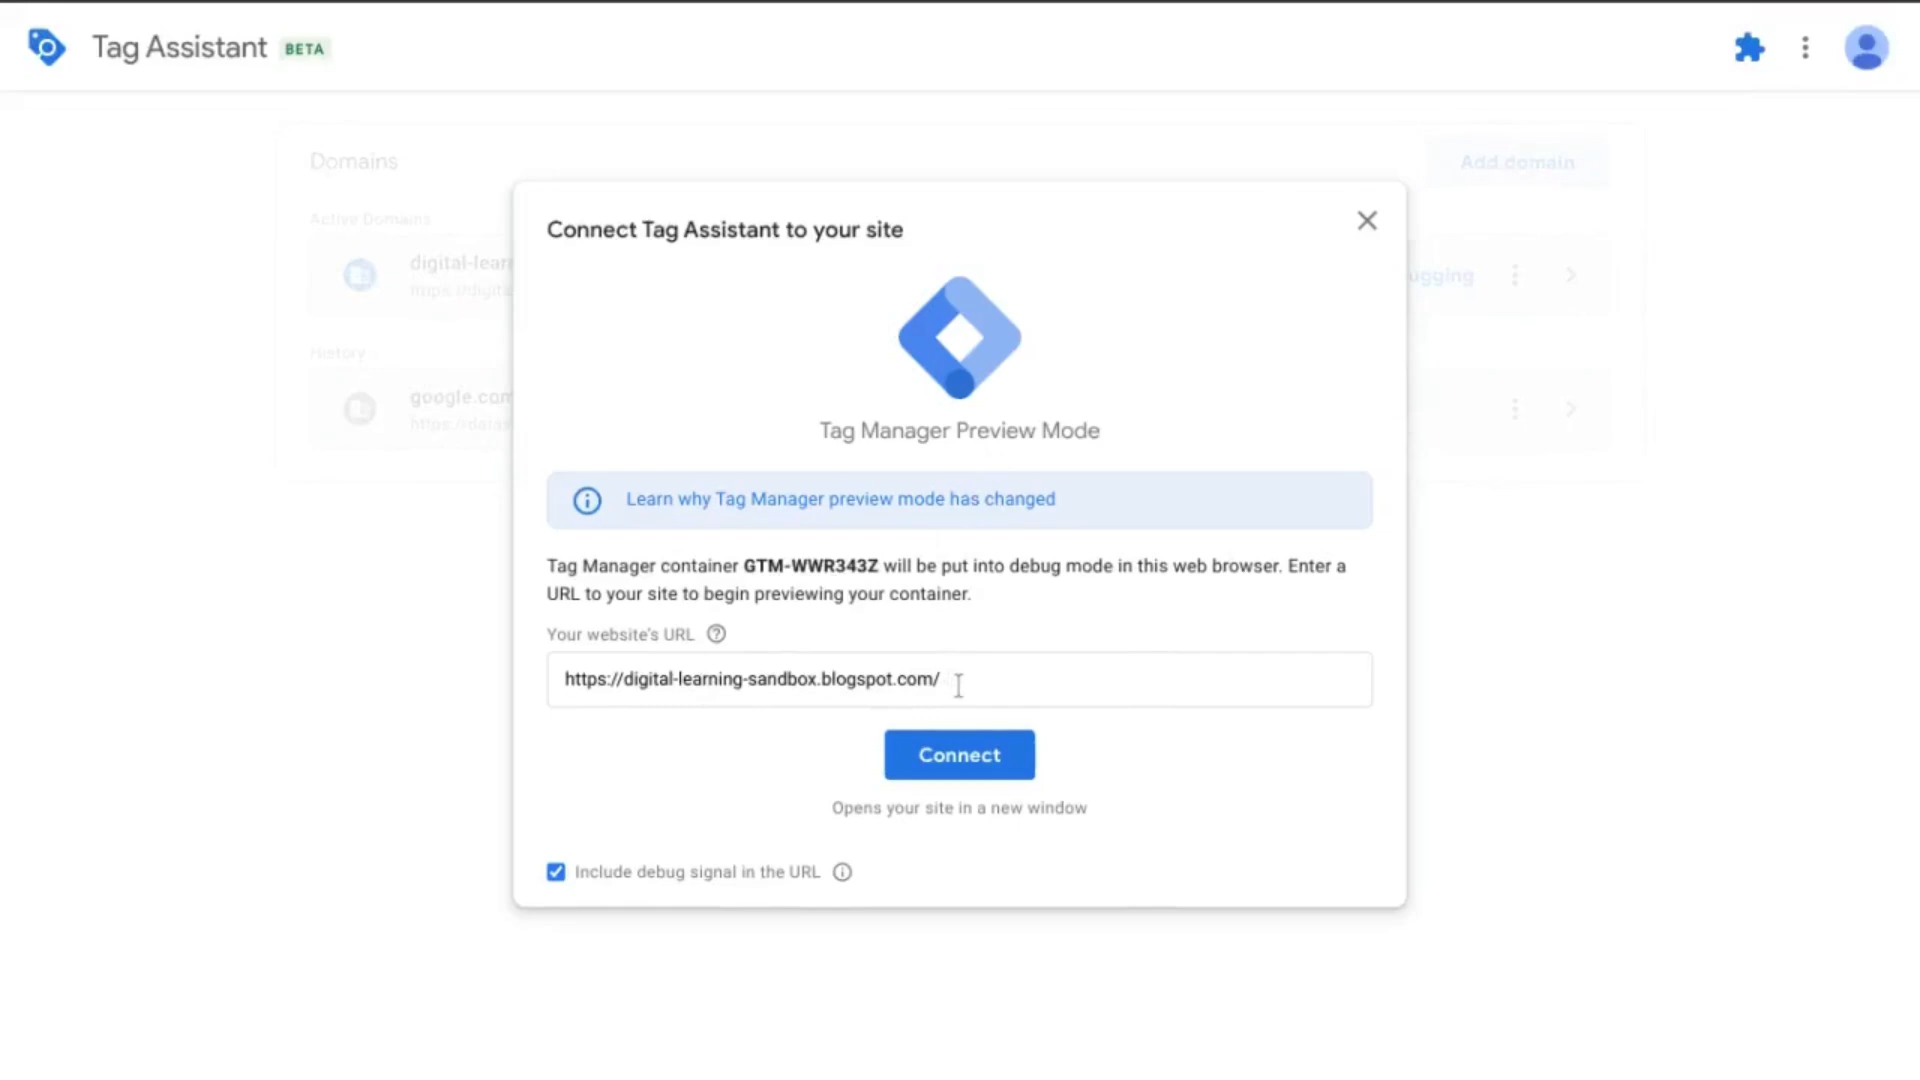 Tag Assistant BETA
Domains
Add domain
Connect Tag Assistant to your site
Active Domains
digital-lear
https://digita
ugging
Tag Manager Preview Mode
History
google.com
Learn why Tag Manager preview mode has changed
Tag Manager container GTM-WWR343Z will be put into debug mode in this web browser. Enter a
URL to your site to begin previewing your container.
Your website's URL
https://digital-learning-sandbox.blogspot.com/
Connect
Opens your site in a new window
Include debug signal in the URL